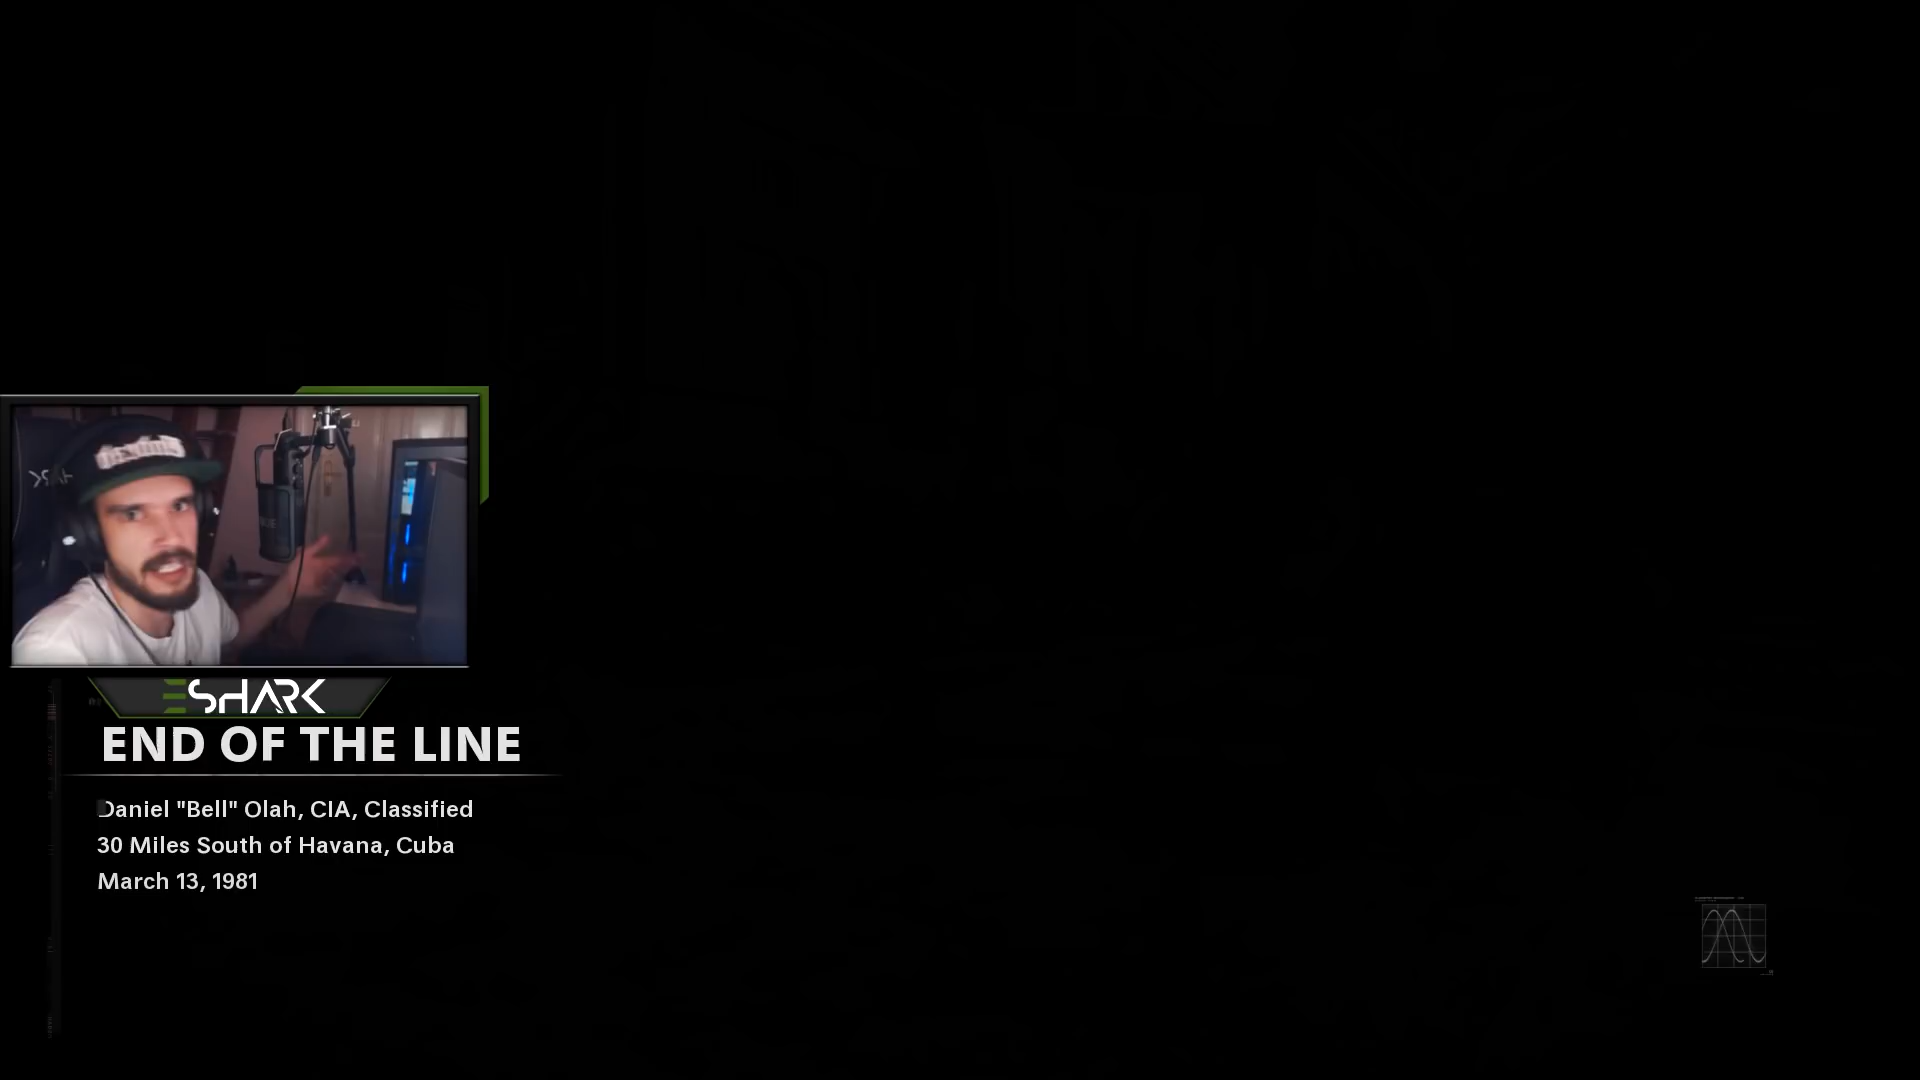 SHARK
END OF THE LINE
Daniel "Bell" Olah, CIA, Classified
30 Miles South of Havana, Cuba
March 13, 1981